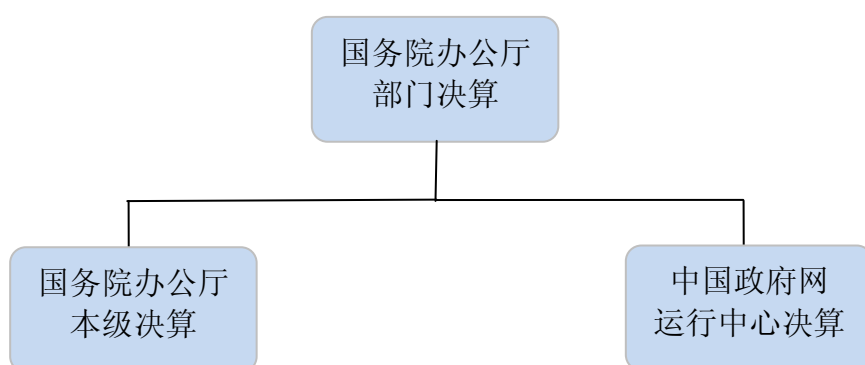 国务院办公厅
部门决算
国务院办公厅
本级决算
中国政府网
运行中心决算